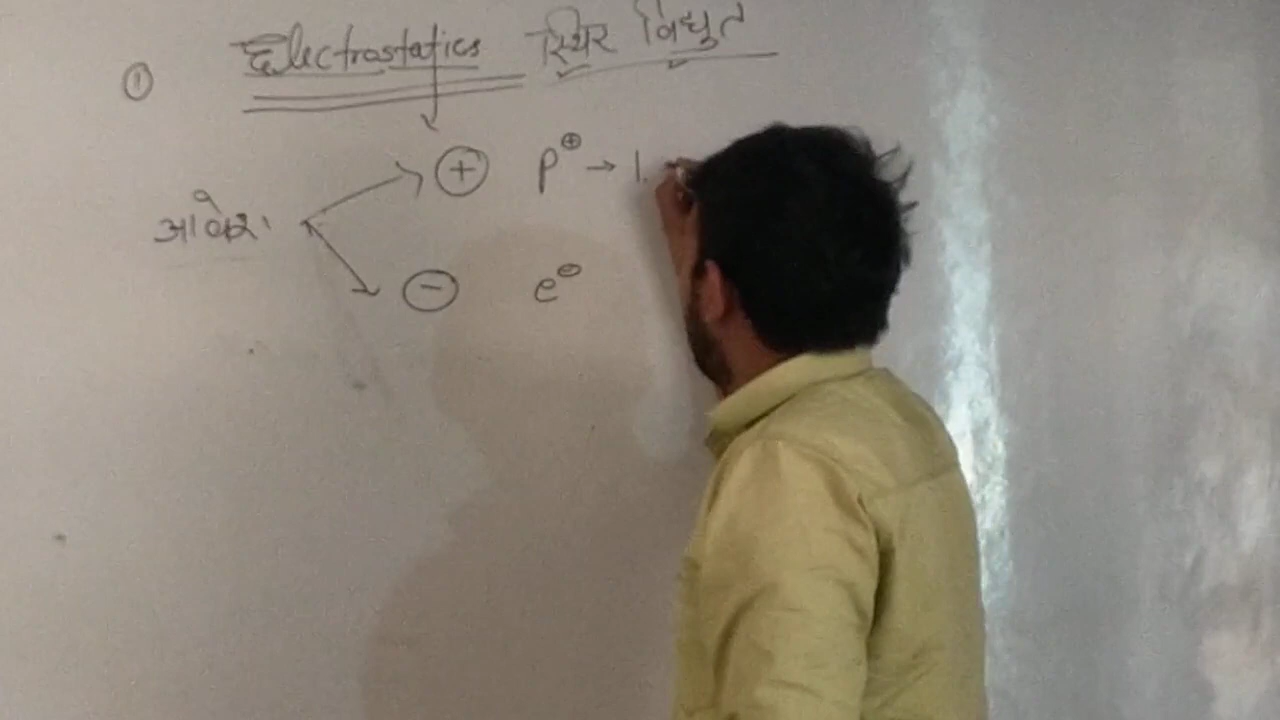 ① Electrostatics स्थिर विद्युत
आवेश
⊕ p⊕ → 1.
⊖ e⊖